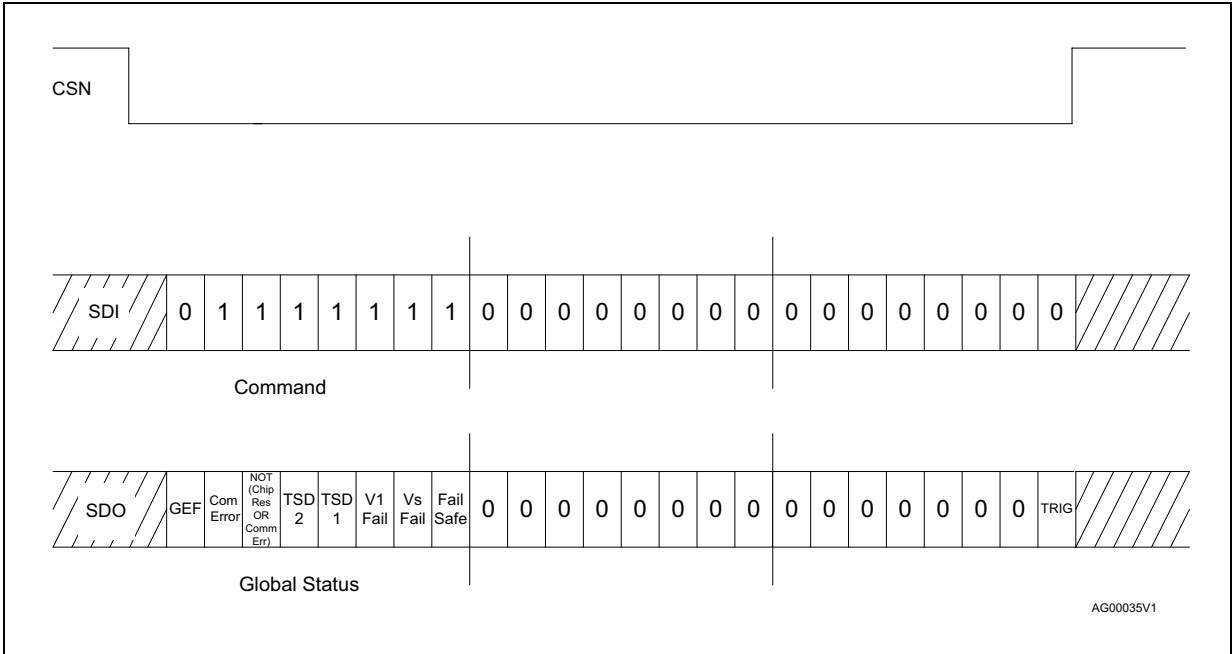 CSN
SDI 0 1 1 1 1 1 1 1 0 0 0 0 0 0 0 0 0 0 0 0 0 0 0 0
Command
SDO GEF Com Error NOT (Chip Res OR Comm Err) TSD 2 TSD 1 V1 Fail Vs Fail Fail Safe 0 0 0 0 0 0 0 0 0 0 0 0 0 0 0 TRIG
Global Status
AG00035V1